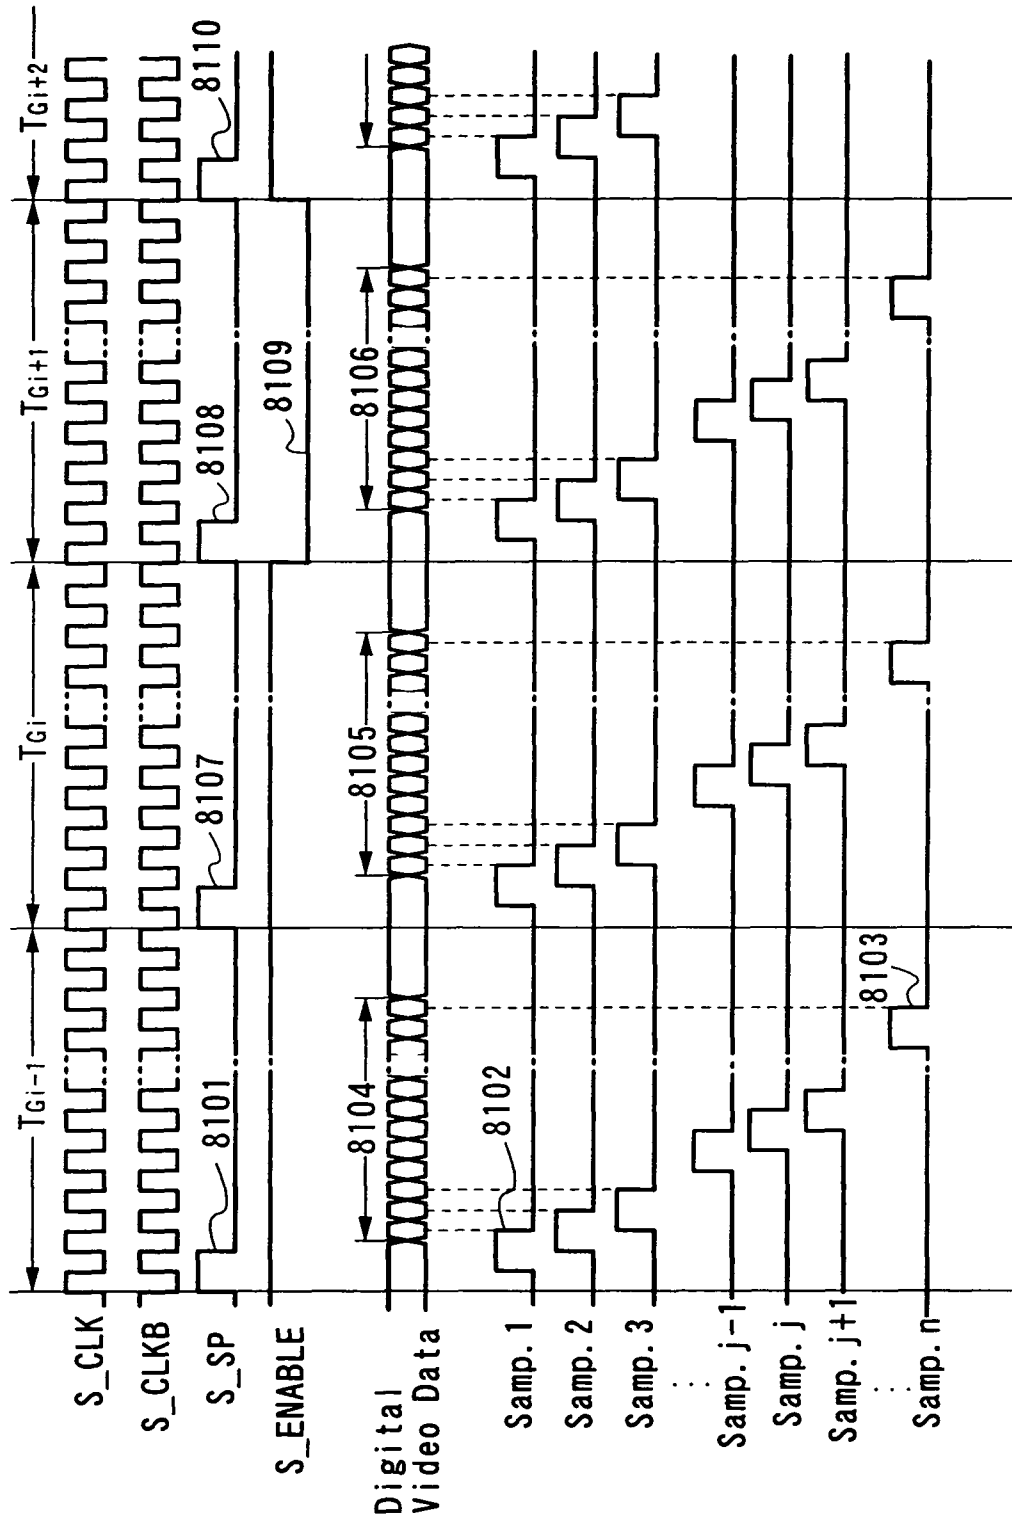 TGi-1
TGi
TGi+1
TGi+2
S_CLK
S_CLKB
S_SP
8101
8107
8108
8110
S_ENABLE
8109
Digital
Video Data
8104
8105
8106
Samp. 1
8102
Samp. 2
Samp. 3
Samp. j-1
Samp. j
Samp. j+1
Samp. n
8103